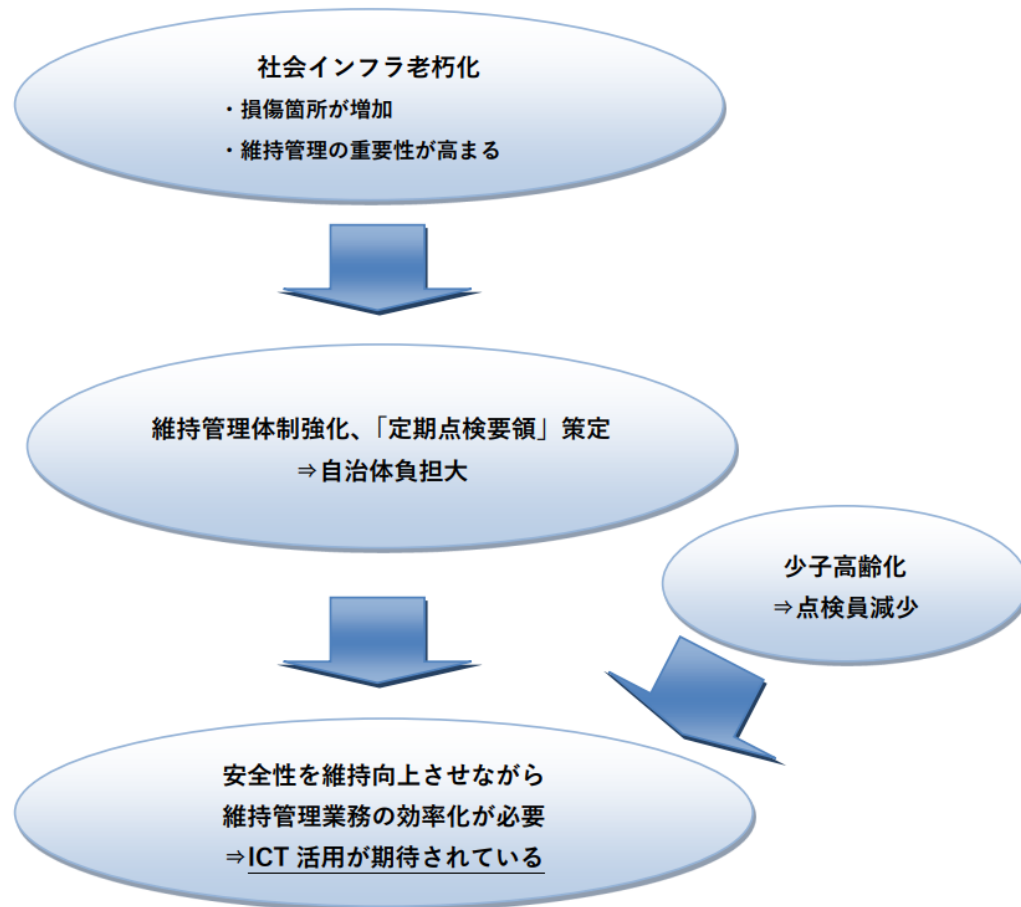 社会インフラ老朽化
・損傷箇所が増加
・維持管理の重要性が高まる
維持管理体制強化、「定期点検要領」策定
⇒自治体負担大
少子高齢化
⇒点検員減少
安全性を維持向上させながら
維持管理業務の効率化が必要
⇒ICT 活用が期待されている